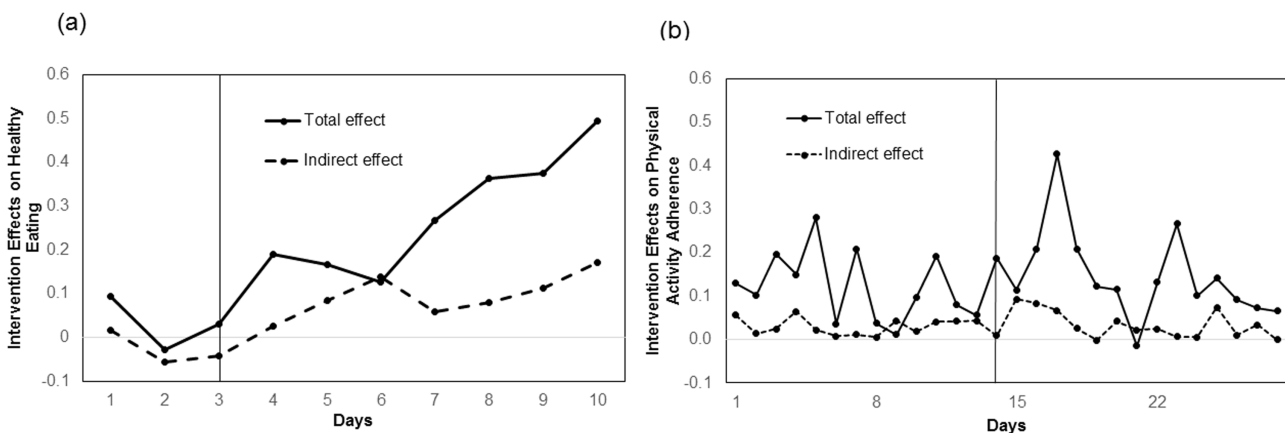 (a)
0.6
0.5
0.4
0.3
0.2
0.1
0
-0.1
Intervention Effects on Healthy
Eating
Total effect
Indirect effect
1 2 3 4 5 6 7 8 9 10
Days
(b)
0.6
0.5
0.4
0.3
0.2
0.1
0.0
-0.1
Intervention Effects on Physical
Activity Adherence
Total effect
Indirect effect
1 8 15 22
Days